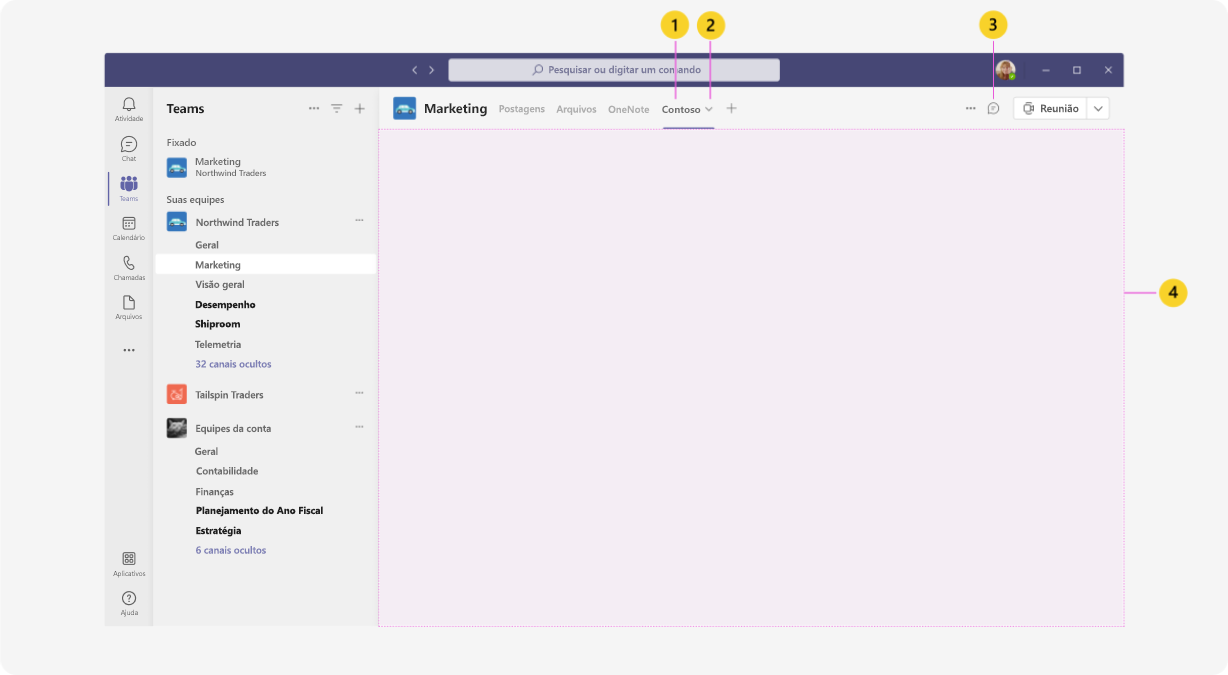 1
2
3
Pesquisar ou digitar um comando
Atividade
Chat
Teams
Calendário
Chamadas
Arquivos
Aplicativos
Ajuda
Teams
Fixado
Marketing
Northwind Traders
Suas equipes
Northwind Traders
Geral
Marketing
Visão geral
Desempenho
Shiproom
Telemetria
32 canais ocultos
Tailspin Traders
Equipes da conta
Geral
Contabilidade
Finanças
Planejamento do Ano Fiscal
Estratégia
6 canais ocultos
Marketing Postagens Arquivos OneNote Contoso
Reunião
4